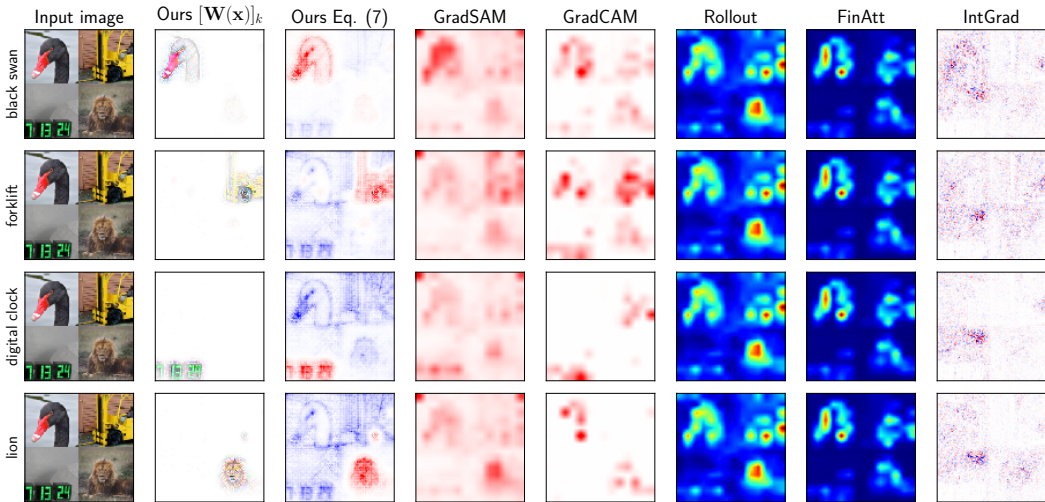 Input image Ours [W(x)]ₖ Ours Eq. (7) GradSAM GradCAM Rollout FinAtt IntGrad
black swan
7 13 24
forklift
7 13 24
digital clock
7 13 24
lion
7 13 24